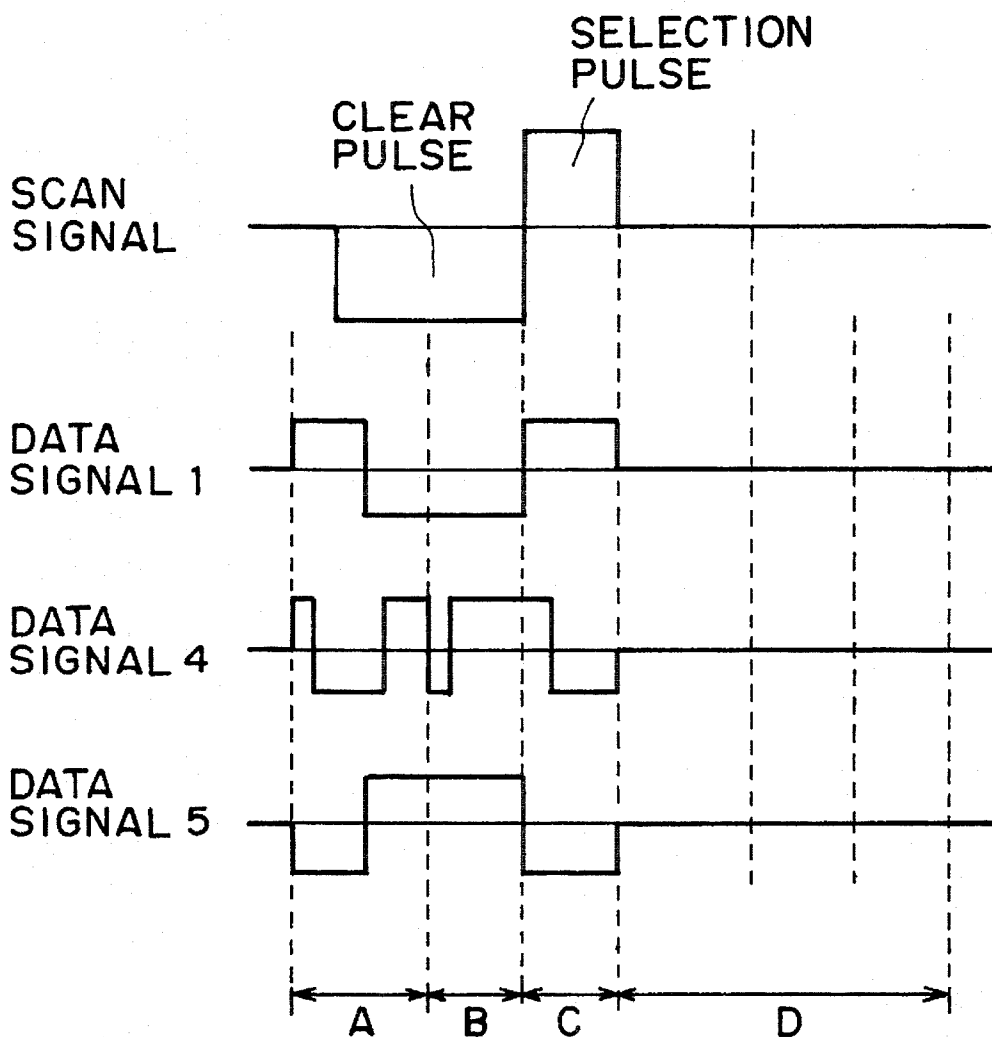 SELECTION
PULSE
CLEAR
PULSE
SCAN
SIGNAL
DATA
SIGNAL 1
DATA
SIGNAL 4
DATA
SIGNAL 5
A B C D